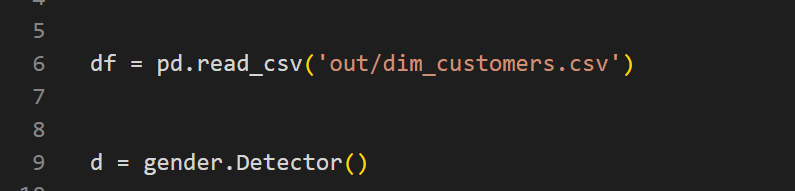 5
6 df = pd.read_csv('out/dim_customers.csv')
7
8
9 d = gender.Detector()